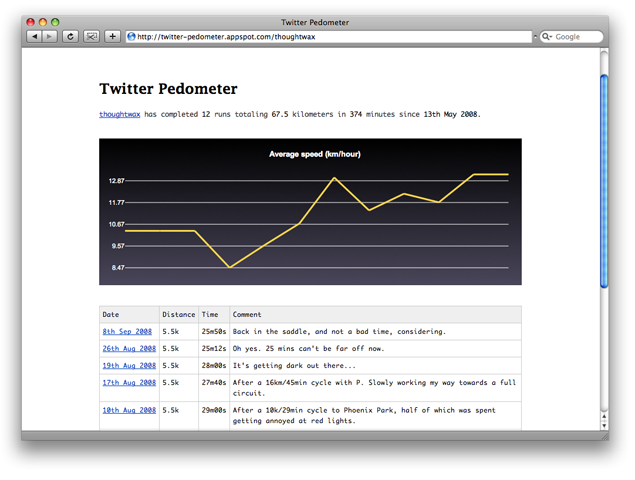 Twitter Pedometer
http://twitter-pedometer.appspot.com/thoughtwax
Google
Twitter Pedometer
thoughtwax has completed 12 runs totaling 67.5 kilometers in 374 minutes since 13th May 2008.
Average speed (km/hour)
12.87
11.77
10.67
9.57
8.47
Date Distance Time Comment
8th Sep 2008 5.5k 25m50s Back in the saddle, and not a bad time, considering.
26th Aug 2008 5.5k 25m12s Oh yes. 25 mins can't be far off now.
19th Aug 2008 5.5k 28m00s It's getting dark out there...
17th Aug 2008 5.5k 27m40s After a 16km/45min cycle with P. Slowly working my way towards a full
circuit.
10th Aug 2008 5.5k 29m00s After a 10k/29min cycle to Phoenix Park, half of which was spent
getting annoyed at red lights.